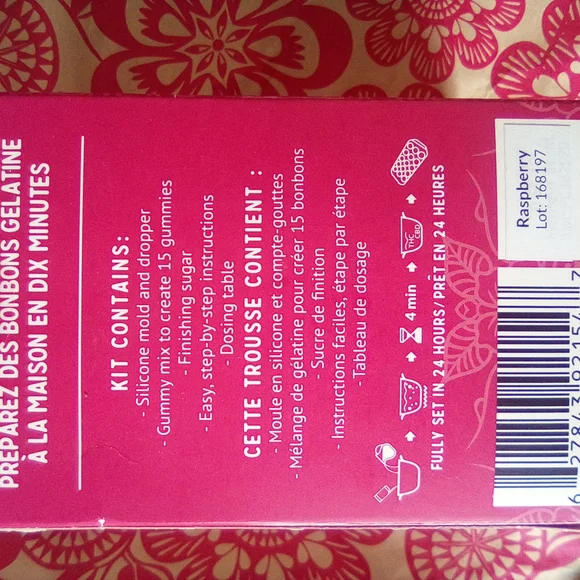 PRÉPAREZ DES BONBONS GELATINE
À LA MAISON EN DIX MINUTES
KIT CONTAINS:
- Silicone mold and dropper
- Gummy mix to create 15 gummies
- Finishing sugar
- Easy, step-by-step instructions
- Dosing table
CETTE TROUSSE CONTIENT :
- Moule en silicone et compte-gouttes
- Mélange de gélatine pour créer 15 bonbons
- Sucre de finition
- Instructions faciles, étape par étape
- Tableau de dosage
4 min
THC
CBD
FULLY SET IN 24 HOURS/PRÊT EN 24 HEURES
Raspberry
Lot: 168197